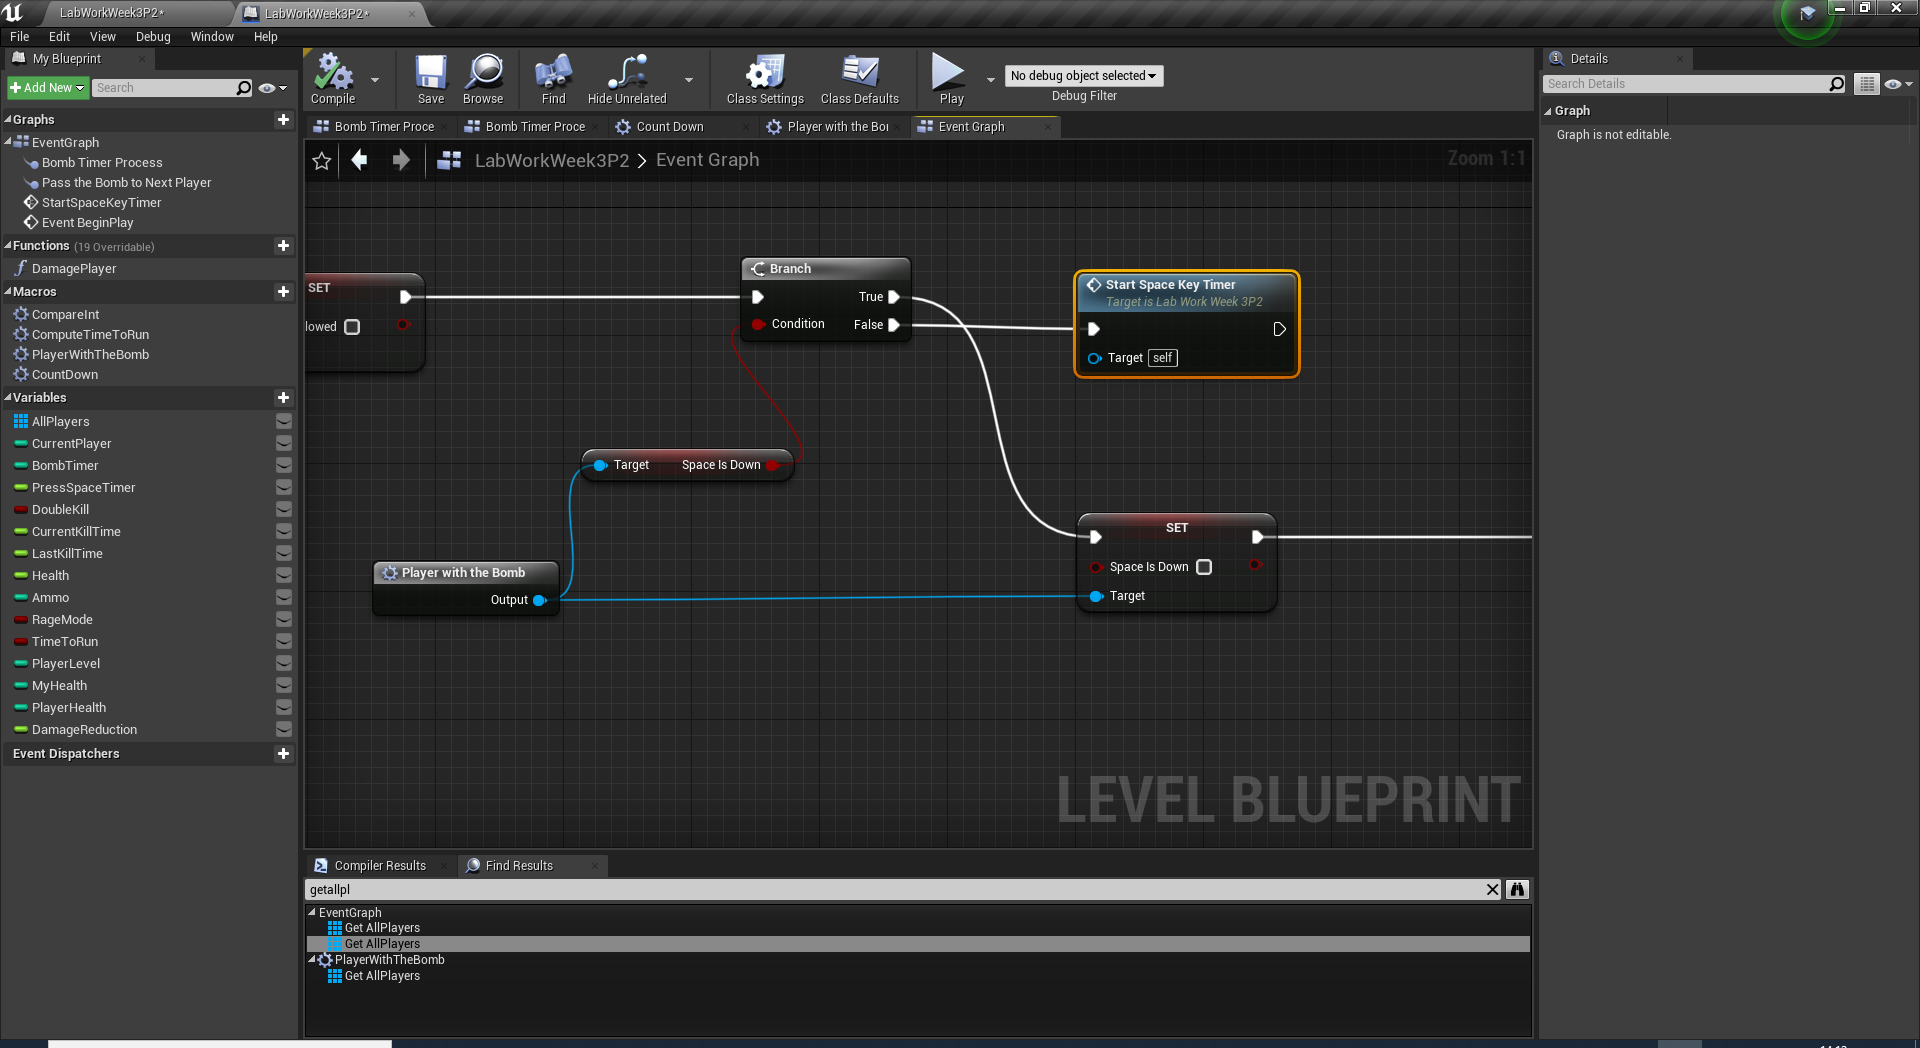 LabWorkWeek3P2*
LabWorkWeek3P2*
File Edit View Debug Window Help
My Blueprint
Add New
Search
Graphs
EventGraph
Bomb Timer Process
Pass the Bomb to Next Player
StartSpaceKeyTimer
Event BeginPlay
Functions (19 Overridable)
DamagePlayer
Macros
CompareInt
ComputeTimeToRun
PlayerWithTheBomb
CountDown
Variables
AllPlayers
CurrentPlayer
BombTimer
PressSpaceTimer
DoubleKill
CurrentKillTime
LastKillTime
Health
Ammo
RageMode
TimeToRun
PlayerLevel
MyHealth
PlayerHealth
DamageReduction
Event Dispatchers
Compile
Save
Browse
Find
Hide Unrelated
Class Settings
Class Defaults
Play
No debug object selected
Debug Filter
Bomb Timer Proce
Bomb Timer Proce
Count Down
Player with the Bo
Event Graph
LabWorkWeek3P2 > Event Graph
Zoom 1:1
SET
lowed
Branch
True
Condition
False
Start Space Key Timer
Target is Lab Work Week 3P2
Target self
Target Space Is Down
Player with the Bomb
Output
SET
Space Is Down
Target
LEVEL BLUEPRINT
Compiler Results
Find Results
getallpl
EventGraph
Get AllPlayers
Get AllPlayers
PlayerWithTheBomb
Get AllPlayers
Details
Search Details
Graph
Graph is not editable.